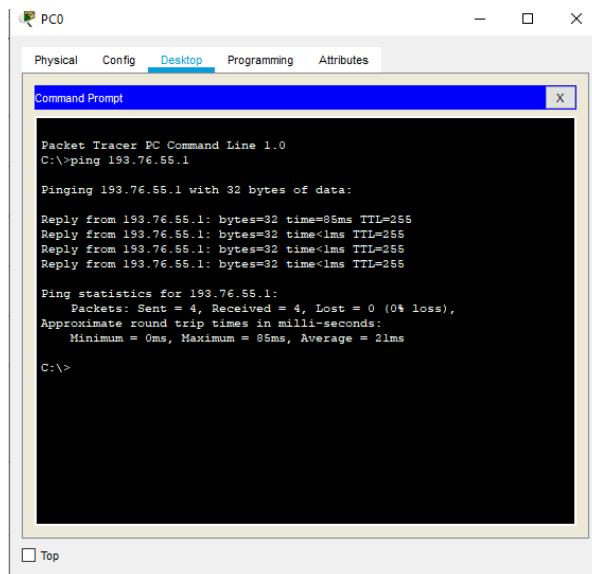 PC0
Physical Config Desktop Programming Attributes
Command Prompt
X
Packet Tracer PC Command Line 1.0
C:\>ping 193.76.55.1
Pinging 193.76.55.1 with 32 bytes of data:
Reply from 193.76.55.1: bytes=32 time=85ms TTL=255
Reply from 193.76.55.1: bytes=32 time<1ms TTL=255
Reply from 193.76.55.1: bytes=32 time<1ms TTL=255
Reply from 193.76.55.1: bytes=32 time<1ms TTL=255
Ping statistics for 193.76.55.1:
Packets: Sent = 4, Received = 4, Lost = 0 (0% loss),
Approximate round trip times in milli-seconds:
Minimum = 0ms, Maximum = 85ms, Average = 21ms
C:\>
Top